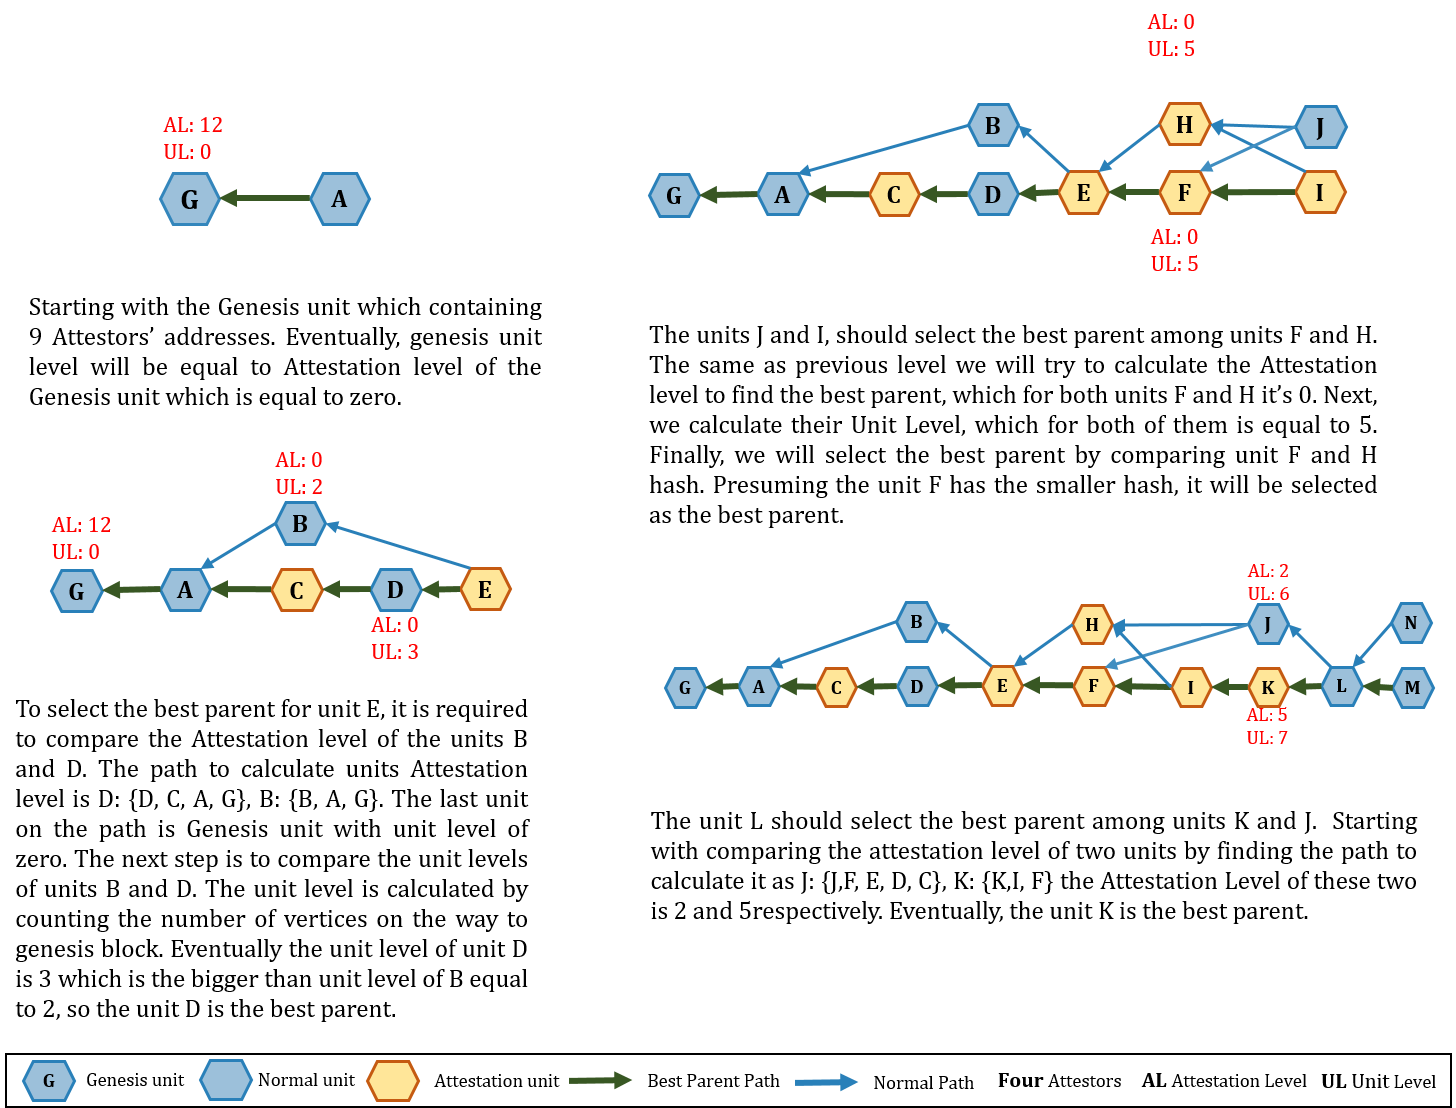 AL: 12
UL: 0
G
A
Starting with the Genesis unit which containing
9 Attestors’ addresses. Eventually, genesis unit
level will be equal to Attestation level of the
Genesis unit which is equal to zero.
AL: 0
UL: 2
B
AL: 12
UL: 0
G
A
C
D
E
AL: 0
UL: 3
To select the best parent for unit E, it is required
to compare the Attestation level of the units B
and D. The path to calculate units Attestation
level is D: {D, C, A, G}, B: {B, A, G}. The last unit
on the path is Genesis unit with unit level of
zero. The next step is to compare the unit levels
of units B and D. The unit level is calculated by
counting the number of vertices on the way to
genesis block. Eventually the unit level of unit D
is 3 which is the bigger than unit level of B equal
to 2, so the unit D is the best parent.
AL: 0
UL: 5
B
H
J
G
A
C
D
E
F
I
AL: 0
UL: 5
The units J and I, should select the best parent among units F and H.
The same as previous level we will try to calculate the Attestation
level to find the best parent, which for both units F and H it’s 0. Next,
we calculate their Unit Level, which for both of them is equal to 5.
Finally, we will select the best parent by comparing unit F and H
hash. Presuming the unit F has the smaller hash, it will be selected
as the best parent.
AL: 2
UL: 6
B
H
J
N
G
A
C
D
E
F
I
K
L
M
AL: 5
UL: 7
The unit L should select the best parent among units K and J. Starting
with comparing the attestation level of two units by finding the path to
calculate it as J: {J,F, E, D, C}, K: {K,I, F} the Attestation Level of these two
is 2 and 5respectively. Eventually, the unit K is the best parent.
G Genesis unit Normal unit Attestation unit Best Parent Path Normal Path Four Attestors AL Attestation Level UL Unit Level